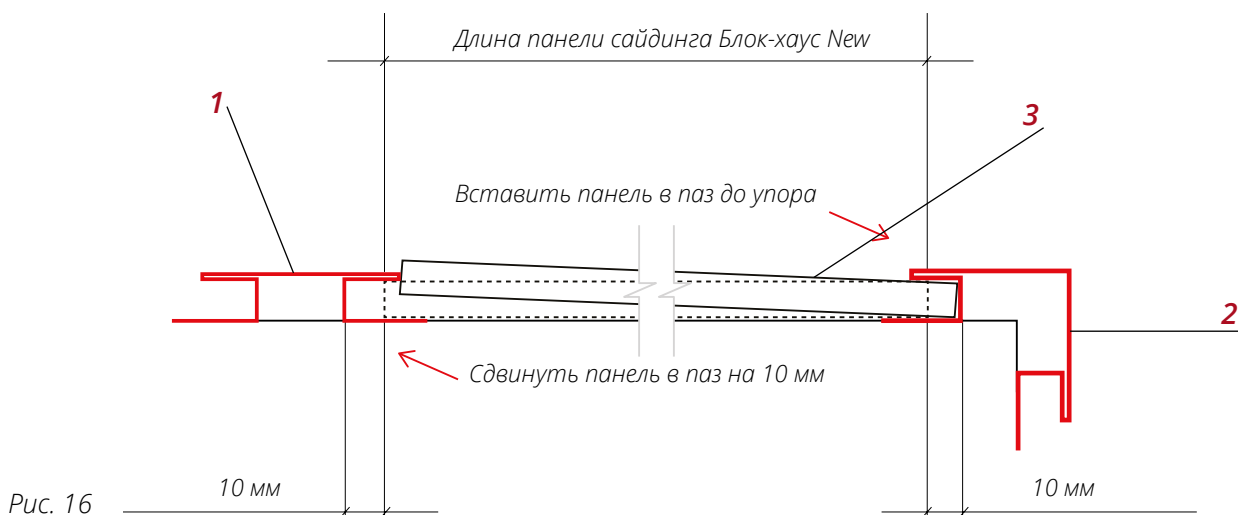 Длина панели сайдинга Блок-хаус New
1
3
Вставить панель в паз до упора
2
Сдвинуть панель в паз на 10 мм
Рис. 16
10 мм
10 мм